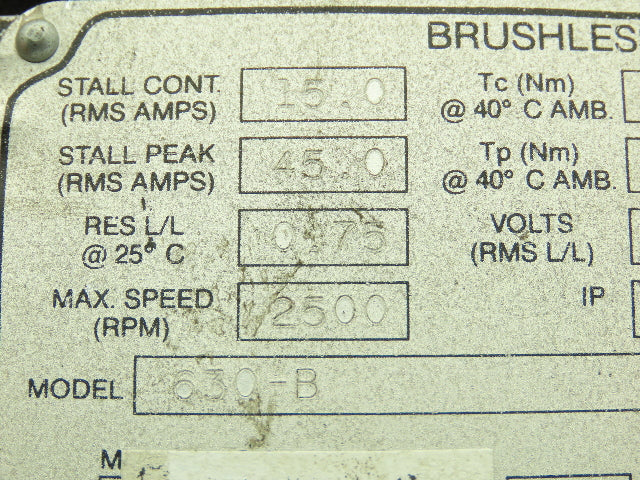 BRUSHLES
STALL CONT. (RMS AMPS) 15.0
Tc (Nm) @ 40° C AMB.
STALL PEAK (RMS AMPS) 45.0
Tp (Nm) @ 40° C AMB.
RES L/L @ 25° C 0.75
VOLTS (RMS L/L)
MAX. SPEED (RPM) 2500
IP
MODEL 630-B
M